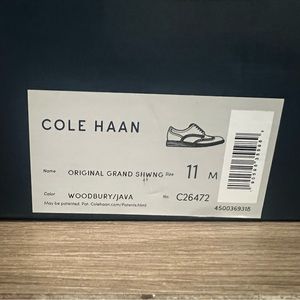 COLE HAAN
Name ORIGINAL GRAND SHWNG Size 11 M
Color WOODBURY/JAVA No. C26472
May be patented. Pat. Colehaan.com/Patents.html
4500369318